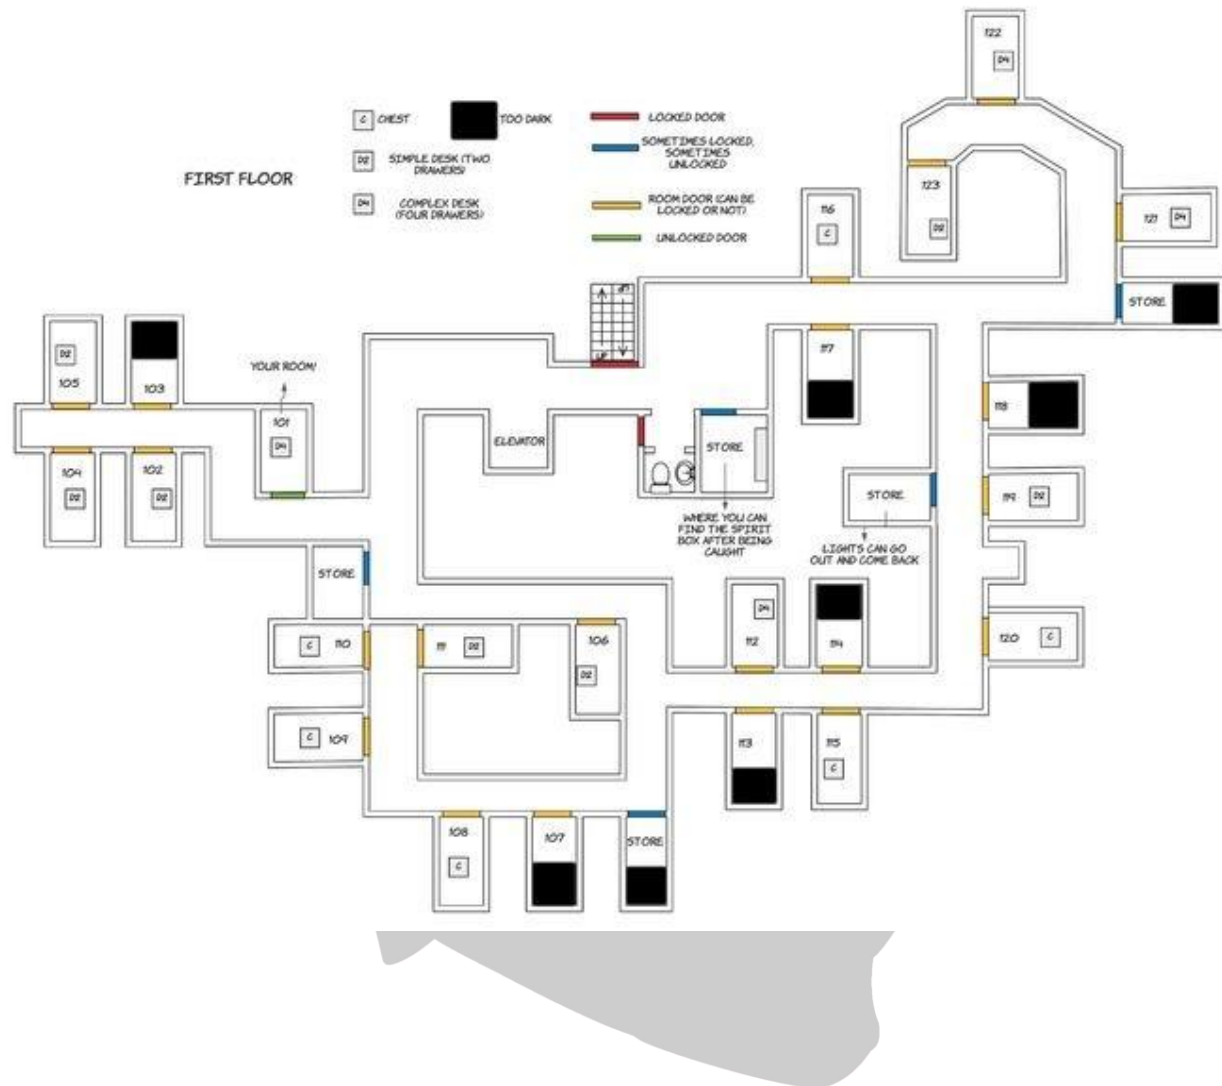 122
D4
C
CHEST
TOO DARK
LOCKED DOOR
D2
SIMPLE DESK (TWO
DRAWERS)
SOMETIMES LOCKED,
SOMETIMES
UNLOCKED
FIRST FLOOR
D4
COMPLEX DESK
(FOUR DRAWERS)
ROOM DOOR (CAN BE
LOCKED OR NOT)
UNLOCKED DOOR
123
D2
116
C
121
D4
STORE
UP
UP
117
D2
105
103
YOUR ROOM!
101
D4
118
ELEVATOR
STORE
104
D2
102
D2
STORE
119
D2
WHERE YOU CAN
FIND THE SPIRIT
BOX AFTER BEING
CAUGHT
LIGHTS CAN GO
OUT AND COME BACK
STORE
D4
112
114
120
C
C
110
111
D2
106
D2
C
109
113
115
C
108
C
107
STORE